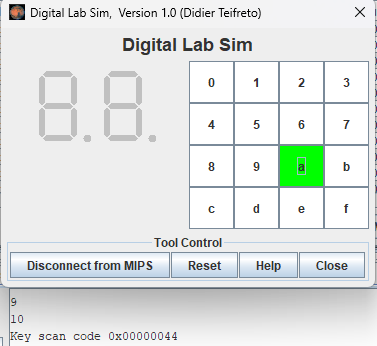 Digital Lab Sim, Version 1.0 (Didier Teifreto)
Digital Lab Sim
0 1 2 3
4 5 6 7
8 9 a b
c d e f
Tool Control
Disconnect from MIPS Reset Help Close
9
10
Key scan code 0x00000044